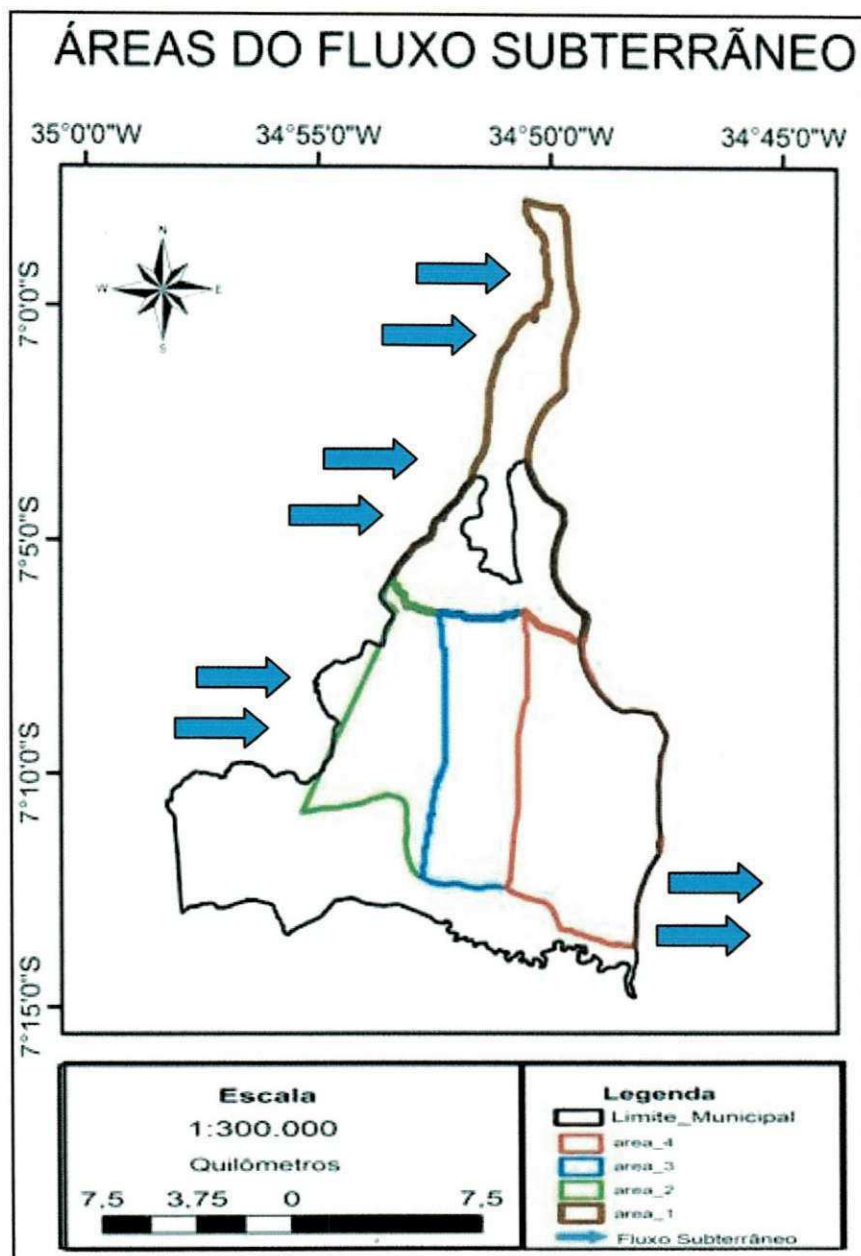 ÁREAS DO FLUXO SUBTERRÃNEO
35°0'0"W 34°55'0"W 34°50'0"W 34°45'0"W
N
W E
S
7°0'0"S
7°5'0"S
7°10'0"S
7°15'0"S
Escala
1:300.000
Quilômetros
7,5 3,75 0 7,5
Legenda
Limite_Municipal
area_4
area_3
area_2
area_1
Fluxo Subterrâneo